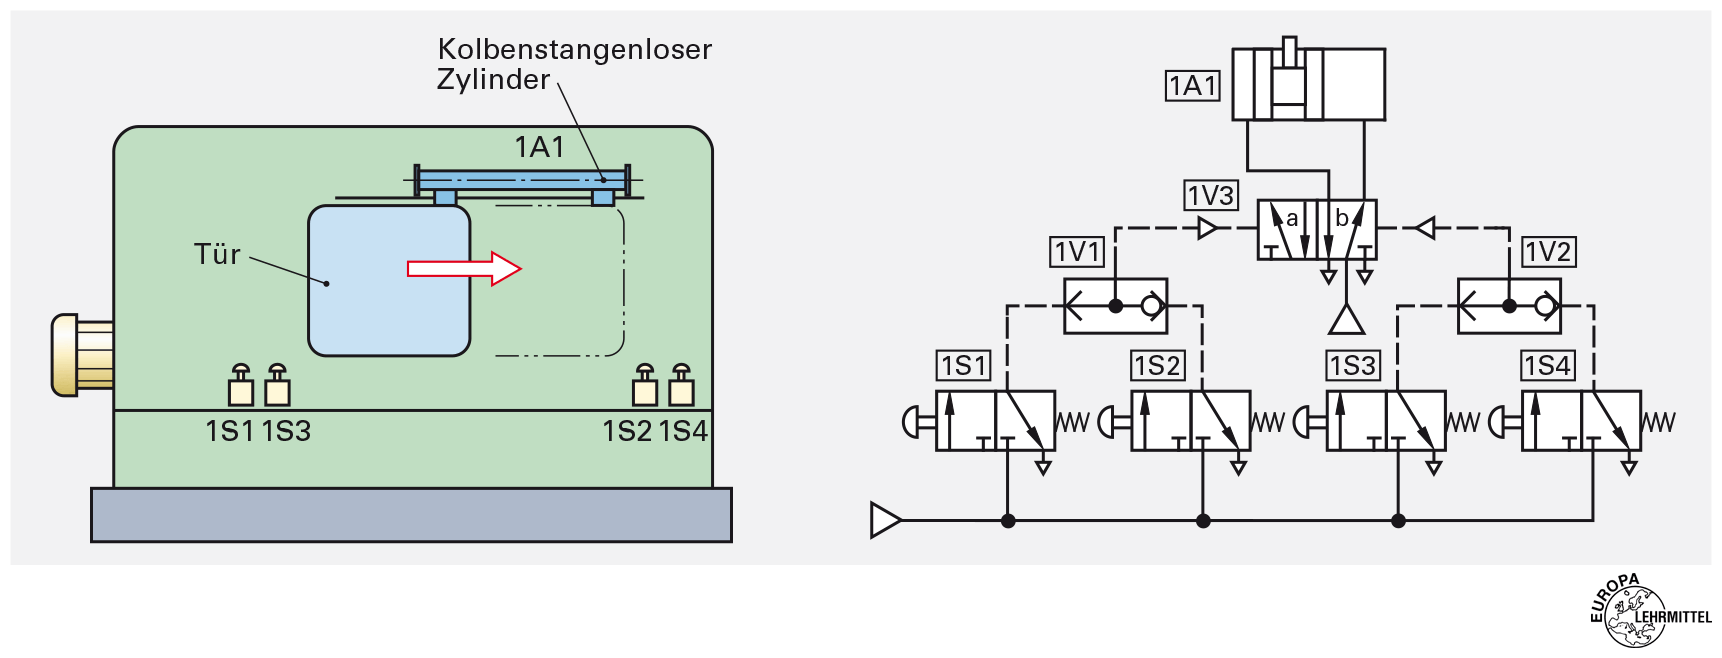 Kolbenstangenloser
Zylinder
1A1
Tür
1S1 1S3
1S2 1S4
1A1
1V3
a b
1V1
1V2
1S1
1S2
1S3
1S4
EUROPA
LEHRMITTEL